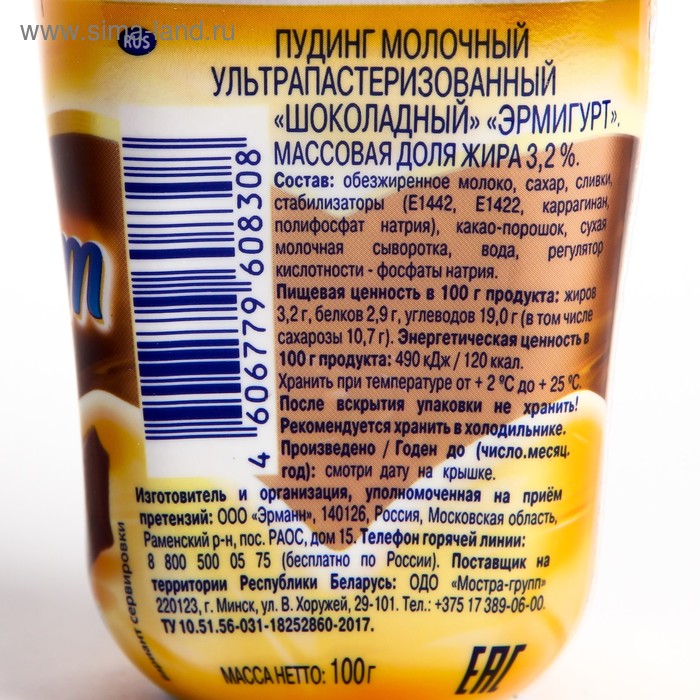 www.sima-land.ru
RUS
ПУДИНГ МОЛОЧНЫЙ
УЛЬТРАПАСТЕРИЗОВАННЫЙ
«ШОКОЛАДНЫЙ» «ЭРМИГУРТ».
МАССОВАЯ ДОЛЯ ЖИРА 3,2 %.
Состав: обезжиренное молоко, сахар, сливки,
стабилизаторы (Е1442, Е1422, каррагинан,
полифосфат натрия), какао-порошок, сухая
молочная сыворотка, вода, регулятор
кислотности - фосфаты натрия.
Пищевая ценность в 100 г продукта: жиров
3,2 г, белков 2,9 г, углеводов 19,0 г (в том числе
сахарозы 10,7 г). Энергетическая ценность в
100 г продукта: 490 кДж / 120 ккал.
Хранить при температуре от + 2 ºС до + 25 ºС.
После вскрытия упаковки не хранить!
Рекомендуется хранить в холодильнике.
Произведено / Годен до (число.месяц.
год): смотри дату на крышке.
Изготовитель и организация, уполномоченная на приём
претензий: ООО «Эрманн», 140126, Россия, Московская область,
Раменский р-н, пос. РАОС, дом 15. Телефон горячей линии:
8 800 500 05 75 (бесплатно по России). Поставщик на
территории Республики Беларусь: ОДО «Мостра-групп»
220123, г. Минск, ул. В. Хоружей, 29-101. Тел.: +375 17 389-06-00.
ТУ 10.51.56-031-18252860-2017.
МАССА НЕТТО: 100 г
EAC
4 606779 608308
вариант сервировки
т